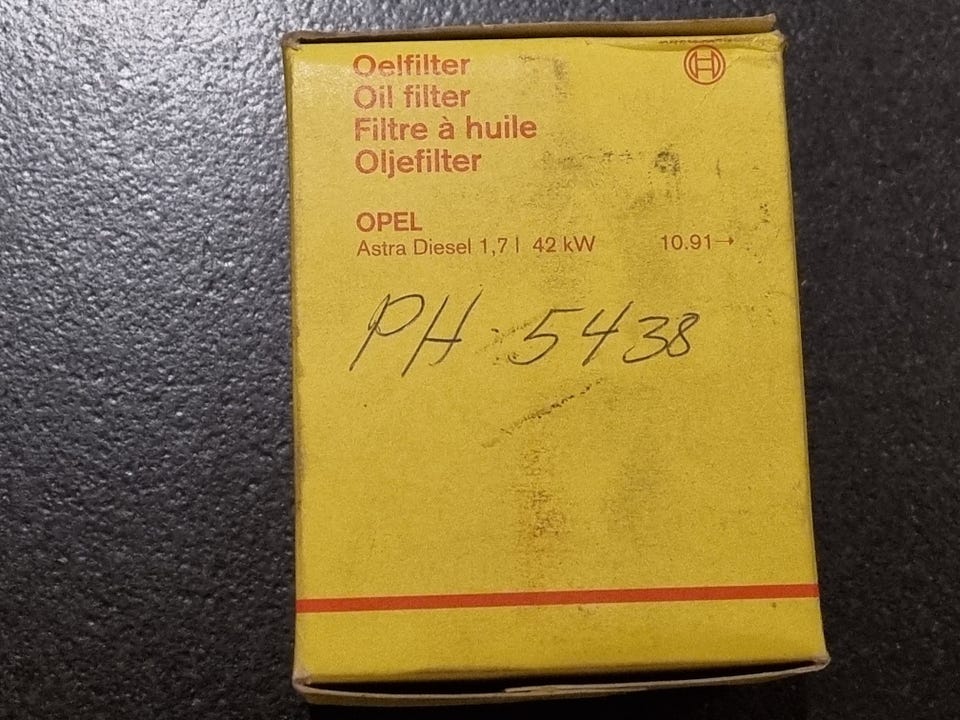 Oelfilter
Oil filter
Filtre à huile
Oljefilter
OPEL
Astra Diesel 1,7 l 42 kW 10.91→
PH-5438